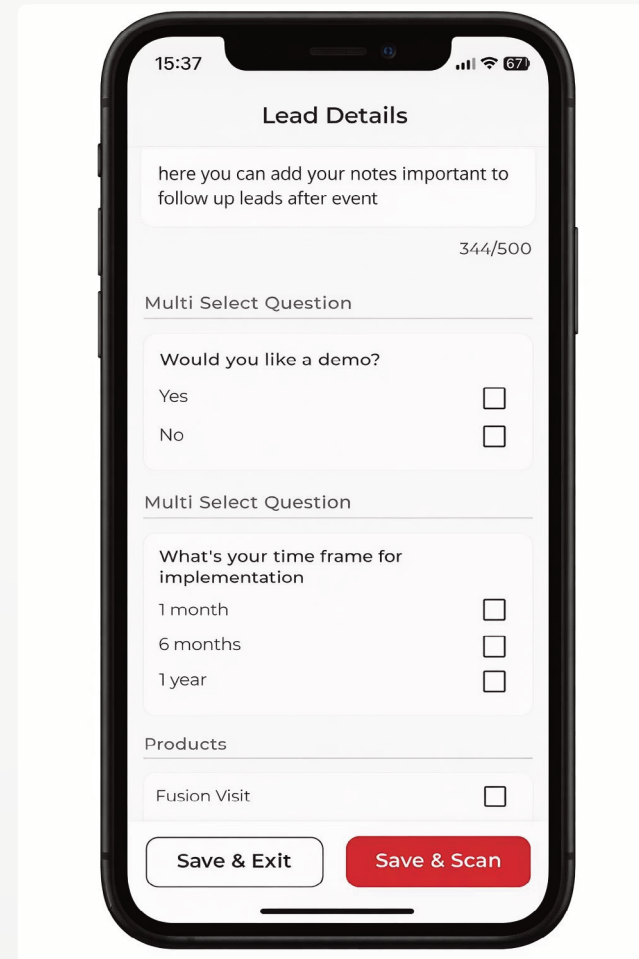 15:37
67
Lead Details
here you can add your notes important to
follow up leads after event
344/500
Multi Select Question
Would you like a demo?
Yes
No
Multi Select Question
What's your time frame for
implementation
1 month
6 months
1 year
Products
Fusion Visit
Save & Exit
Save & Scan